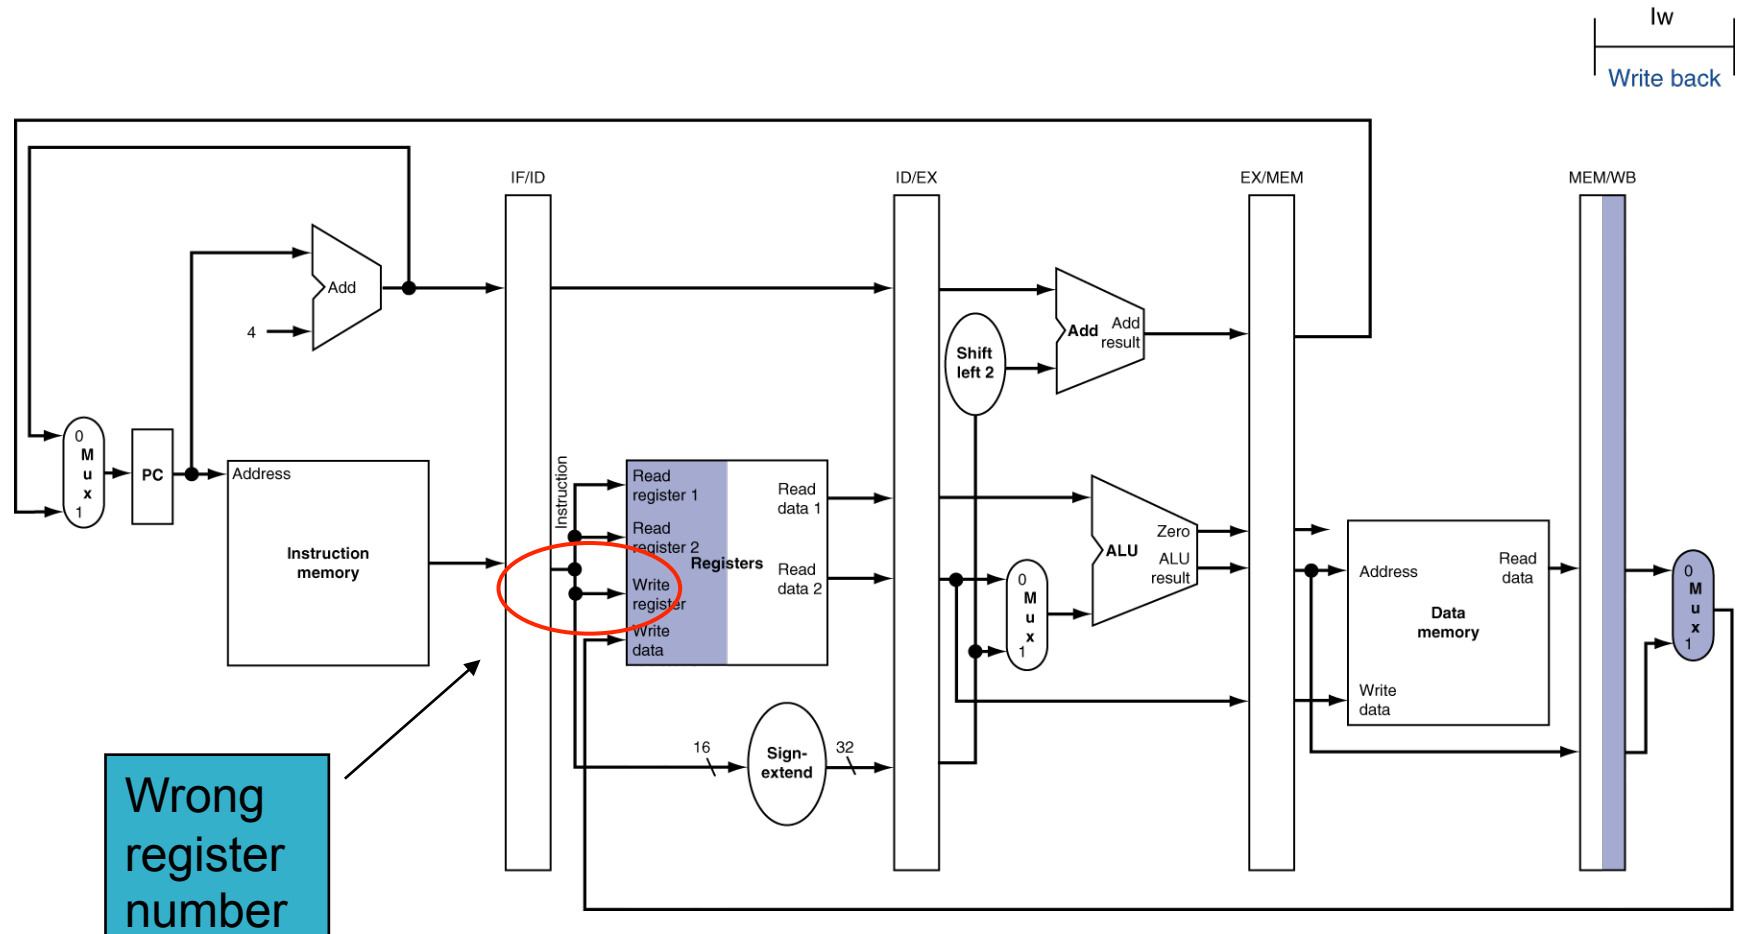 lw
Write back
IF/ID
ID/EX
EX/MEM
MEM/WB
Add
4
Add
Add
result
Shift
left 2
0
M
u
x
1
PC
Address
Instruction
memory
Instruction
Read
register 1
Read
register 2
Registers
Write
register
Write
data
Read
data 1
Read
data 2
0
M
u
x
1
Zero
ALU
ALU
result
Address
Read
data
Data
memory
Write
data
0
M
u
x
1
16
Sign-
extend
32
Wrong
register
number